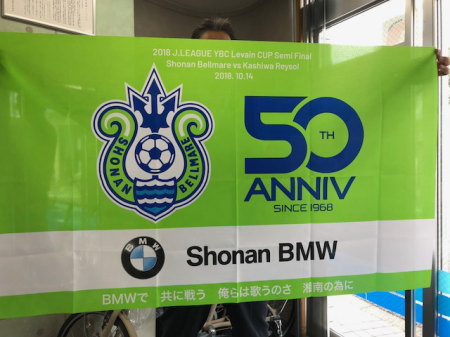 2018 J.LEAGUE YBC Levain CUP Semi Final
Shonan Bellmare vs Kashiwa Reysol
2018. 10.14
SHONAN
BELLMARE
50TH
ANNIV
SINCE 1968
BMW
Shonan BMW
BMWで 共に戦う 俺らは歌うのさ 湘南の為に